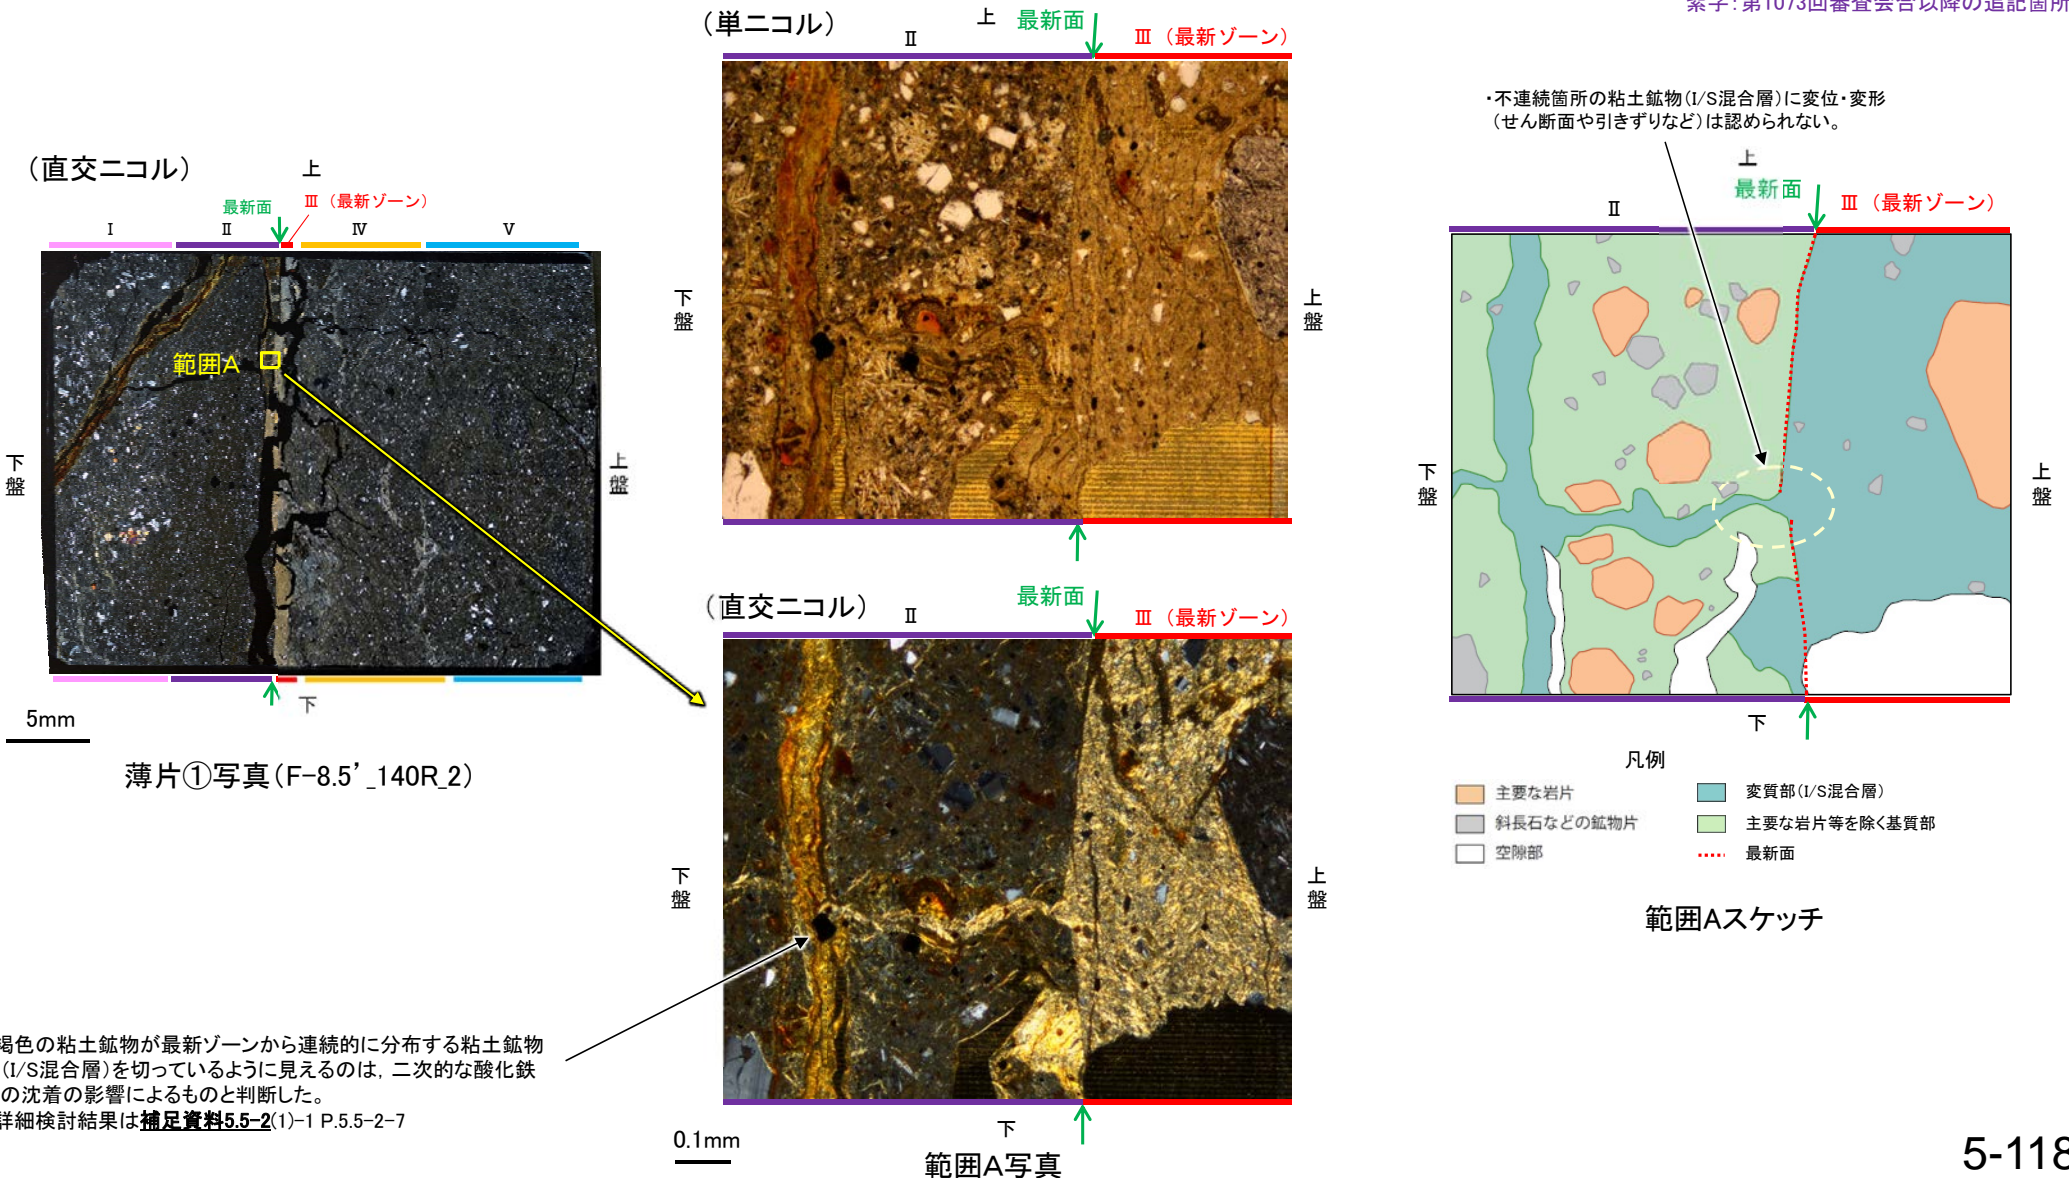 紫字：第1073回審査会合以降の追記箇所
（単ニコル）
上
最新面
Ⅱ
Ⅲ（最新ゾーン）
下盤
上盤
（直交ニコル）
上
最新面
Ⅲ（最新ゾーン）
Ⅰ
Ⅱ
Ⅳ
Ⅴ
範囲A
下盤
上盤
下
5mm
薄片①写真(F-8.5’_140R_2)
（直交ニコル）
最新面
Ⅱ
Ⅲ（最新ゾーン）
下盤
上盤
下
0.1mm
範囲A写真
褐色の粘土鉱物が最新ゾーンから連続的に分布する粘土鉱物
(I/S混合層)を切っているように見えるのは，二次的な酸化鉄
の沈着の影響によるものと判断した。
詳細検討結果は補足資料5.5-2(1)-1 P.5.5-2-7
・不連続箇所の粘土鉱物(I/S混合層)に変位・変形
（せん断面や引きずりなど）は認められない。
上
最新面
Ⅱ
Ⅲ（最新ゾーン）
下盤
上盤
下
凡例
主要な岩片
変質部(I/S混合層)
斜長石などの鉱物片
主要な岩片等を除く基質部
空隙部
最新面
範囲Aスケッチ
5-118